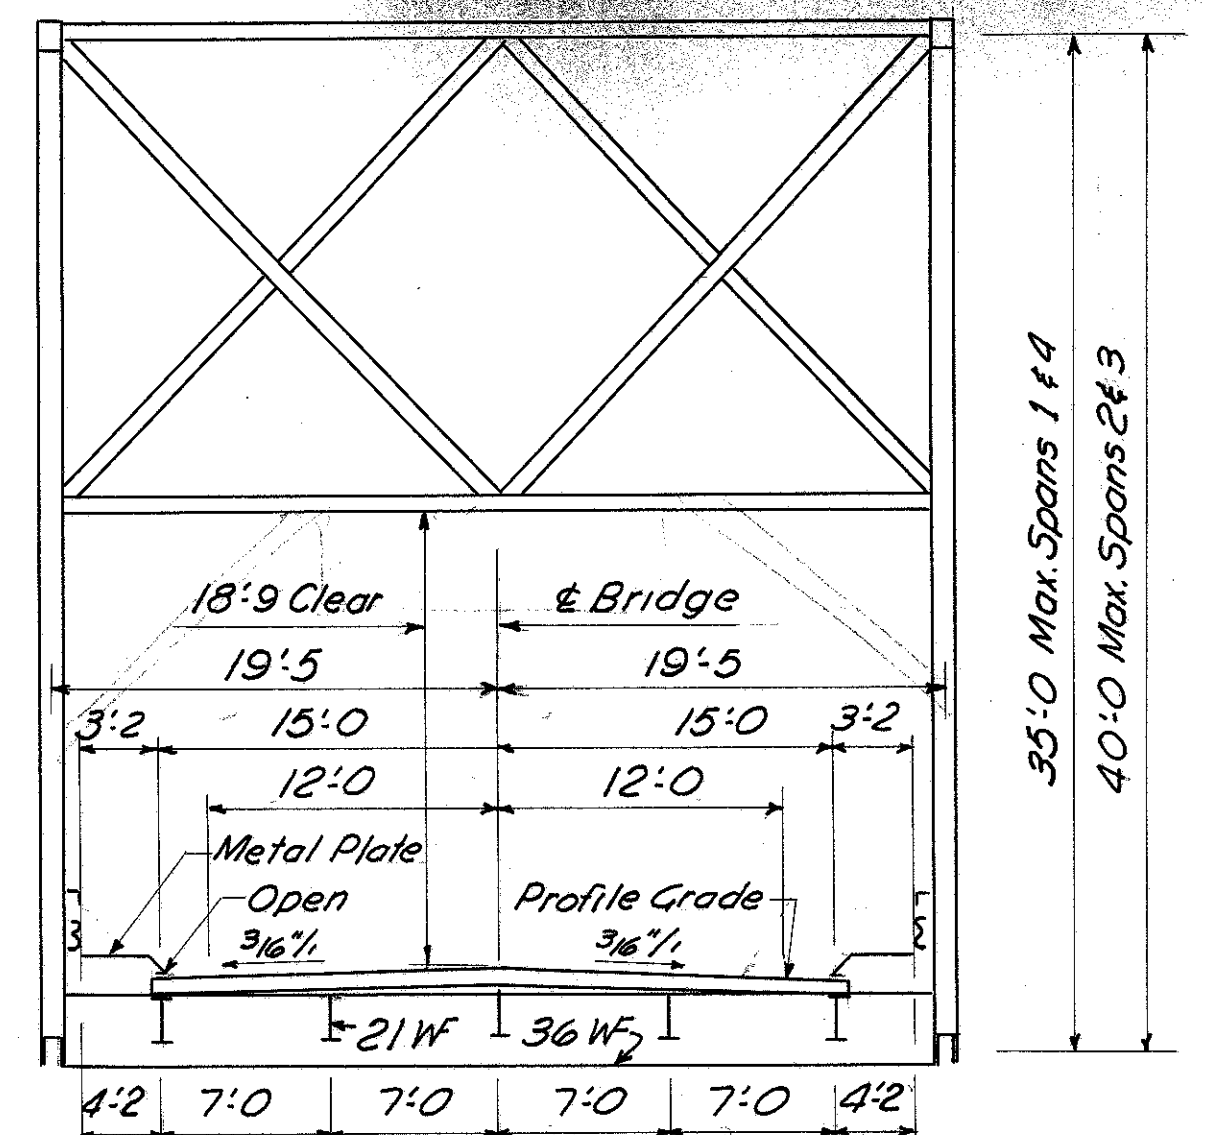 35'-0 Max. Spans 1 & 4
40'-0 Max. Spans 2 & 3
18'-9 Clear
℄ Bridge
19'-5 19'-5
3'-2 15'-0 15'-0 3'-2
12'-0 12'-0
Metal Plate
Open
Profile Grade
3/16"/' 3/16"/'
21 WF 36 WF
4'-2 7'-0 7'-0 7'-0 7'-0 4'-2